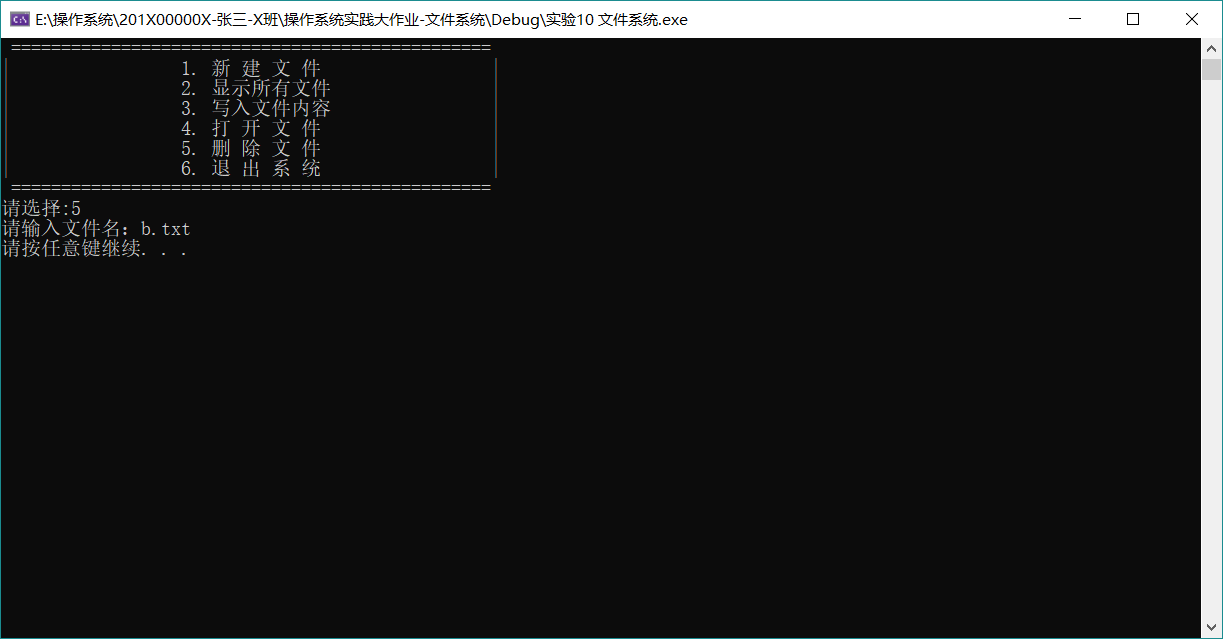 E:\操作系统\201X00000X-张三-X班\操作系统实践大作业-文件系统\Debug\实验10 文件系统.exe
================================================
1. 新 建 文 件
2. 显示所有文件
3. 写入文件内容
4. 打 开 文 件
5. 删 除 文 件
6. 退 出 系 统
================================================
请选择:5
请输入文件名：b.txt
请按任意键继续. . .